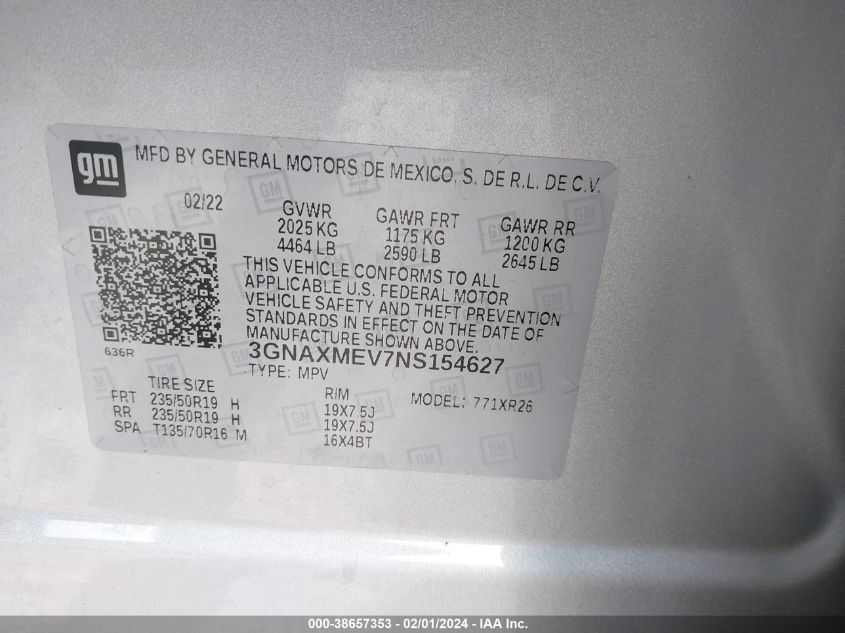 gm MFD BY GENERAL MOTORS DE MEXICO, S. DE R.L. DE C.V.
02/22 GVWR GAWR FRT GAWR RR
2025 KG 1175 KG 1200 KG
4464 LB 2590 LB 2645 LB
THIS VEHICLE CONFORMS TO ALL
APPLICABLE U.S. FEDERAL MOTOR
VEHICLE SAFETY AND THEFT PREVENTION
STANDARDS IN EFFECT ON THE DATE OF
MANUFACTURE SHOWN ABOVE.
636R 3GNAXMEV7NS154627
TYPE: MPV
TIRE SIZE RIM MODEL: 771XR26
FRT 235/50R19 H 19X7.5J
RR 235/50R19 H 19X7.5J
SPA T135/70R16 M 16X4BT
000-38657353 - 02/01/2024 - IAA Inc.